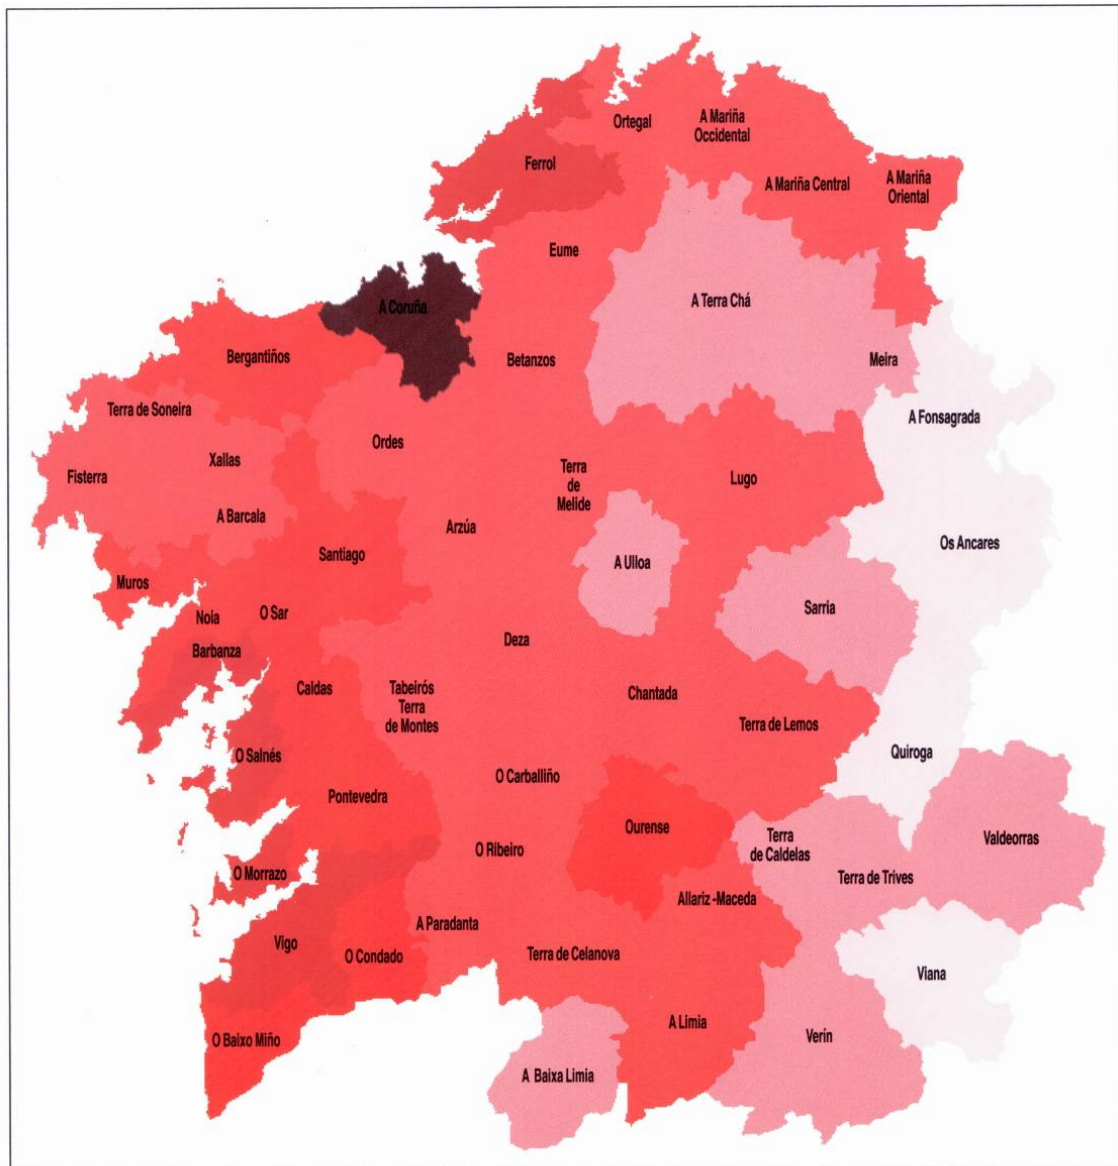 Ortegal
A Mariña
Occidental
Ferrol
A Mariña Central
A Mariña
Oriental
Eume
A Coruña
A Terra Chá
Bergantiños
Betanzos
Meira
Terra de Soneira
A Fonsagrada
Ordes
Xallas
Fisterra
Terra
de
Melide
Lugo
A Barcala
Arzúa
Santiago
Os Ancares
A Ulloa
Muros
Sarria
Noia
O Sar
Barbanza
Deza
Caldas
Tabeirós
Terra
de Montes
Chantada
Terra de Lemos
O Salnés
Quiroga
O Carballiño
Pontevedra
Ourense
Terra
de Caldelas
Valdeorras
O Ribeiro
O Morrazo
Terra de Trives
Allariz -Maceda
A Paradanta
Vigo
O Condado
Terra de Celanova
Viana
A Limia
O Baixo Miño
Verín
A Baixa Limia